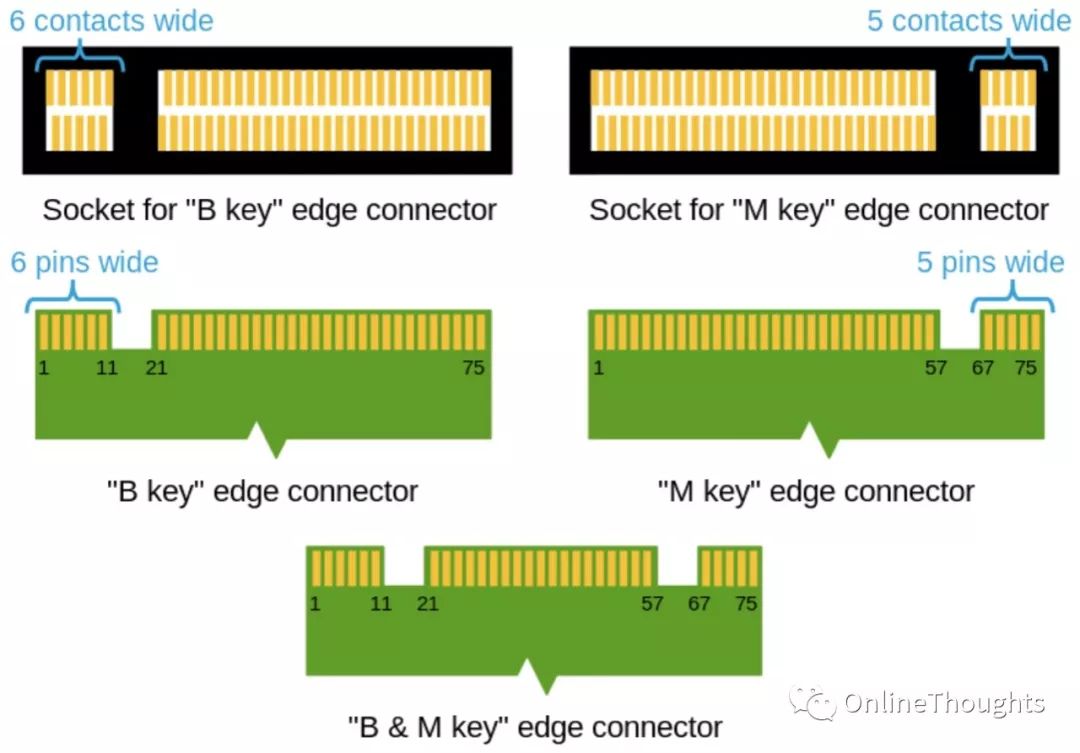 6 contacts wide
5 contacts wide
Socket for "B key" edge connector
Socket for "M key" edge connector
6 pins wide
5 pins wide
1 11 21 75
1 57 67 75
"B key" edge connector
"M key" edge connector
1 11 21 57 67 75
OnlineThoughts
"B & M key" edge connector